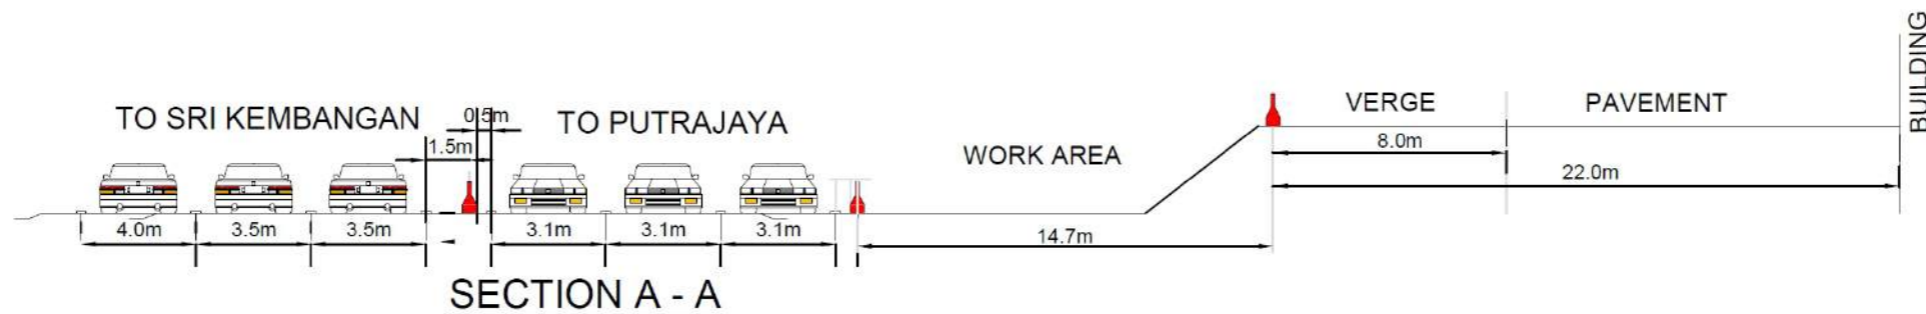 BUILDING
TO SRI KEMBANGAN
0.5m
TO PUTRAJAYA
VERGE
PAVEMENT
1.5m
WORK AREA
8.0m
22.0m
4.0m
3.5m
3.5m
3.1m
3.1m
3.1m
14.7m
SECTION A - A